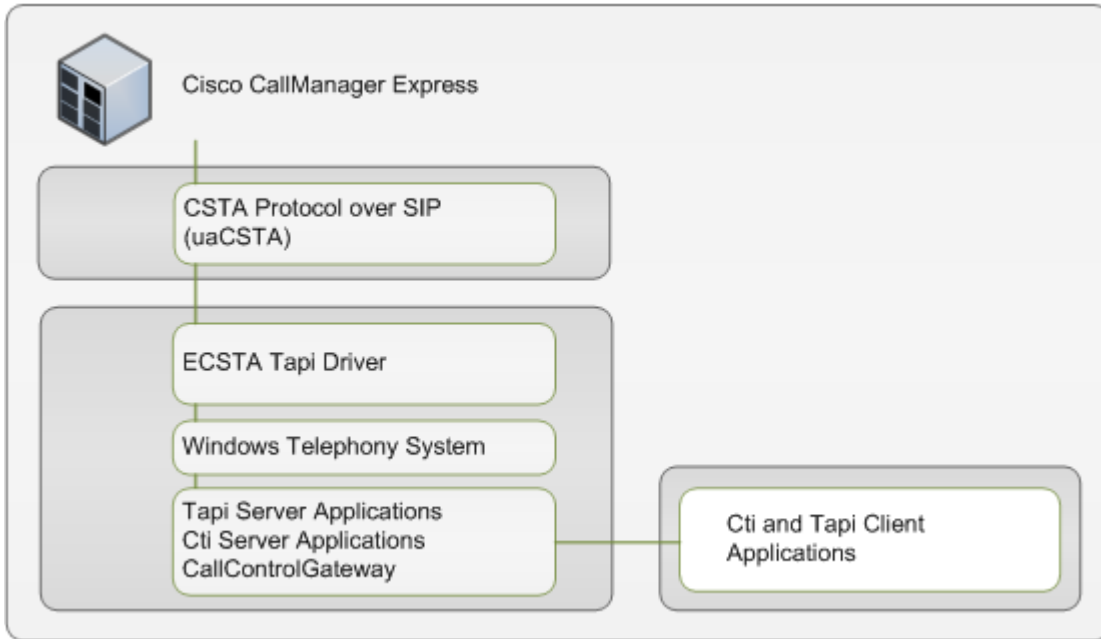 Cisco CallManager Express
CSTA Protocol over SIP
(uaCSTA)
ECSTA Tapi Driver
Windows Telephony System
Tapi Server Applications
Cti Server Applications
CallControlGateway
Cti and Tapi Client
Applications